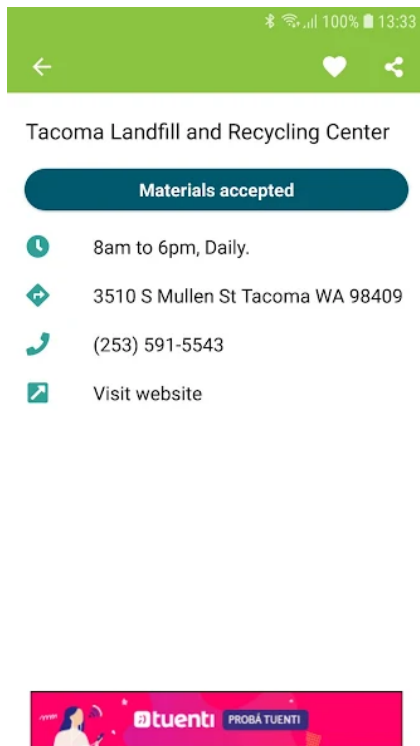 100% 13:33
Tacoma Landfill and Recycling Center
Materials accepted
8am to 6pm, Daily.
3510 S Mullen St Tacoma WA 98409
(253) 591-5543
Visit website
tuenti PROBÁ TUENTI